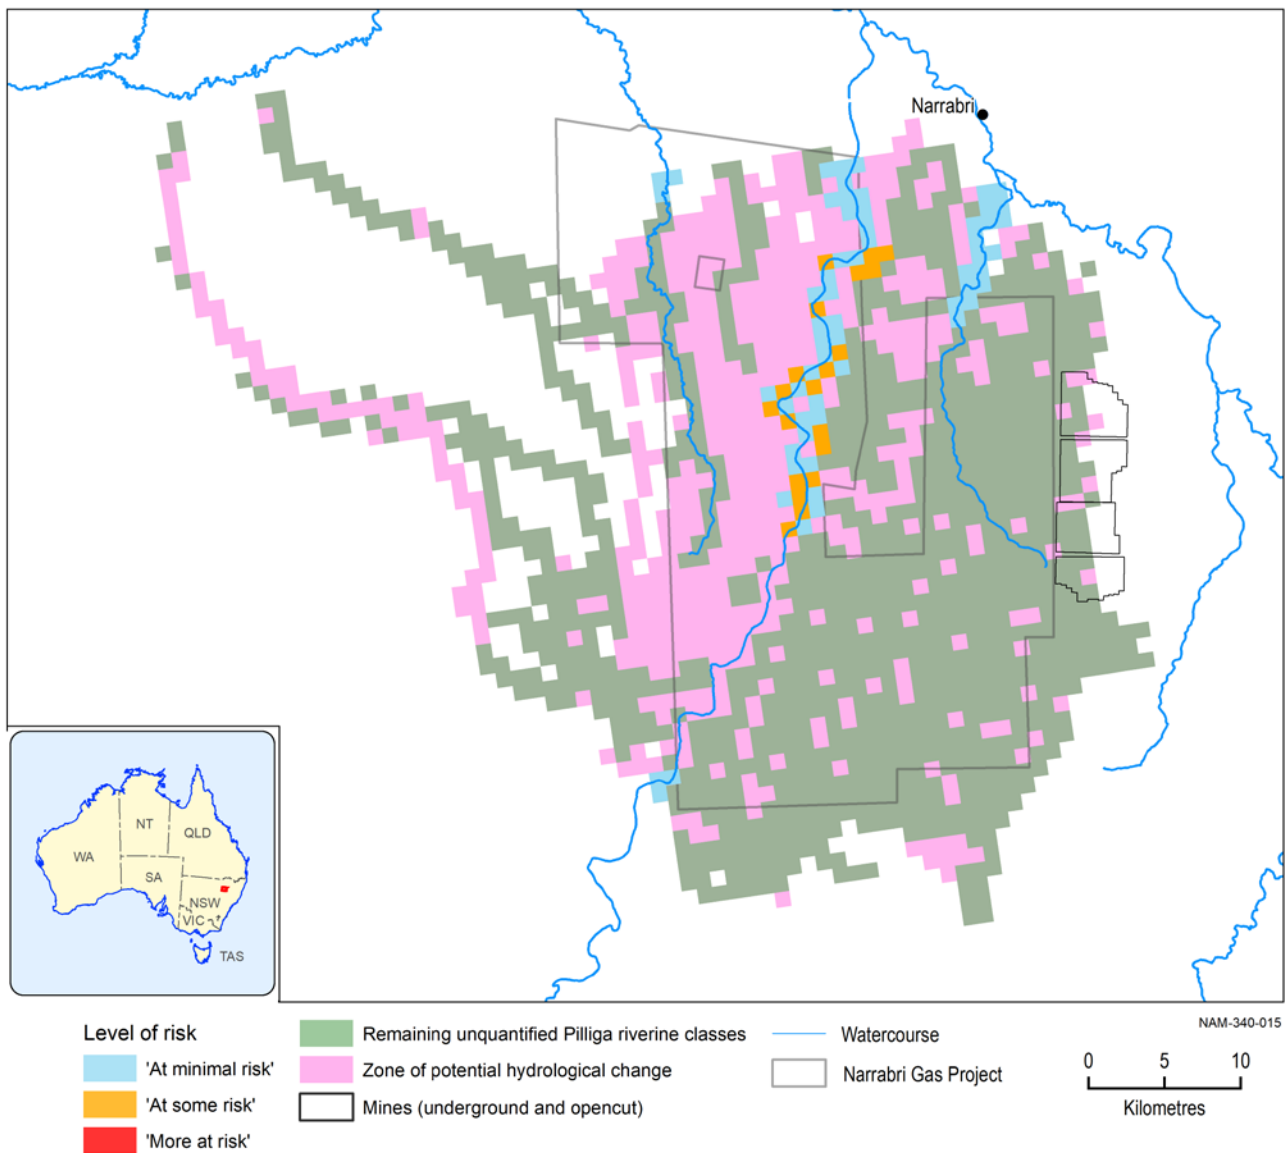 Narrabri
NT
QLD
WA
SA
NSW
VIC
TAS
NAM-340-015
Level of risk
'At minimal risk'
'At some risk'
'More at risk'
Remaining unquantified Pilliga riverine classes
Zone of potential hydrological change
Mines (underground and opencut)
Watercourse
Narrabri Gas Project
0 5 10
Kilometres